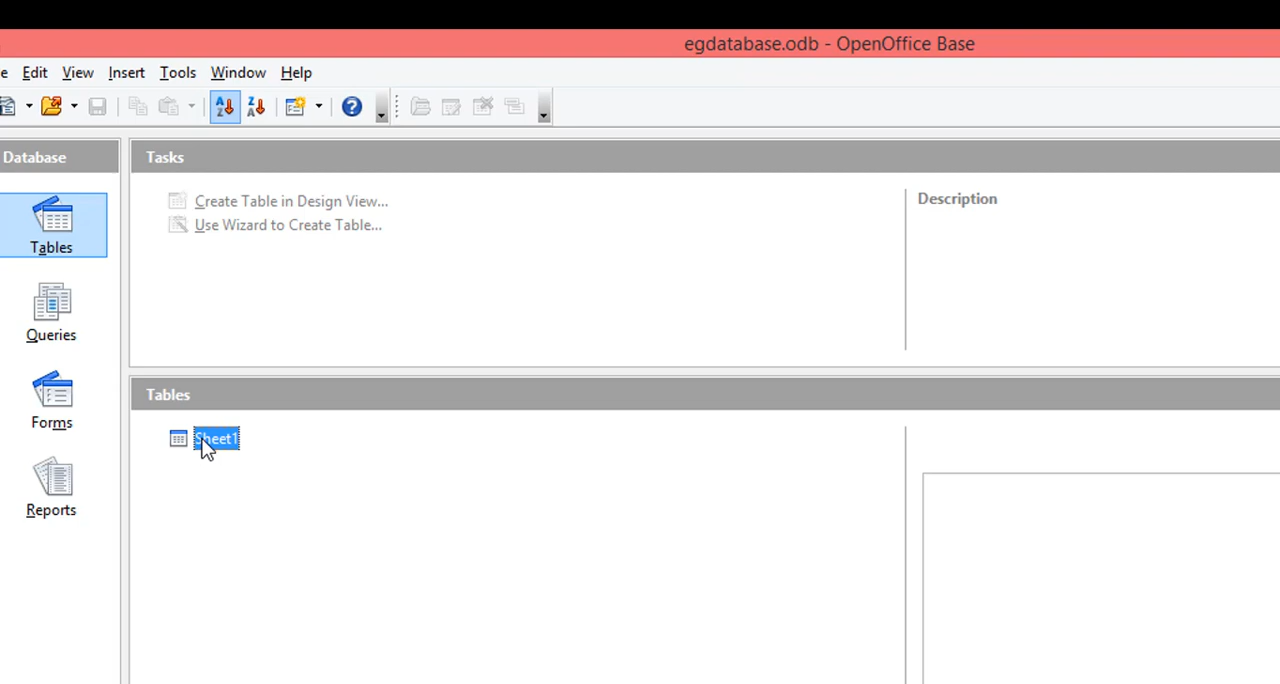 egdatabase.odb - OpenOffice Base
e Edit View Insert Tools Window Help
Database
Tables
Queries
Forms
Reports
Tasks
Create Table in Design View...
Use Wizard to Create Table...
Description
Tables
Sheet1